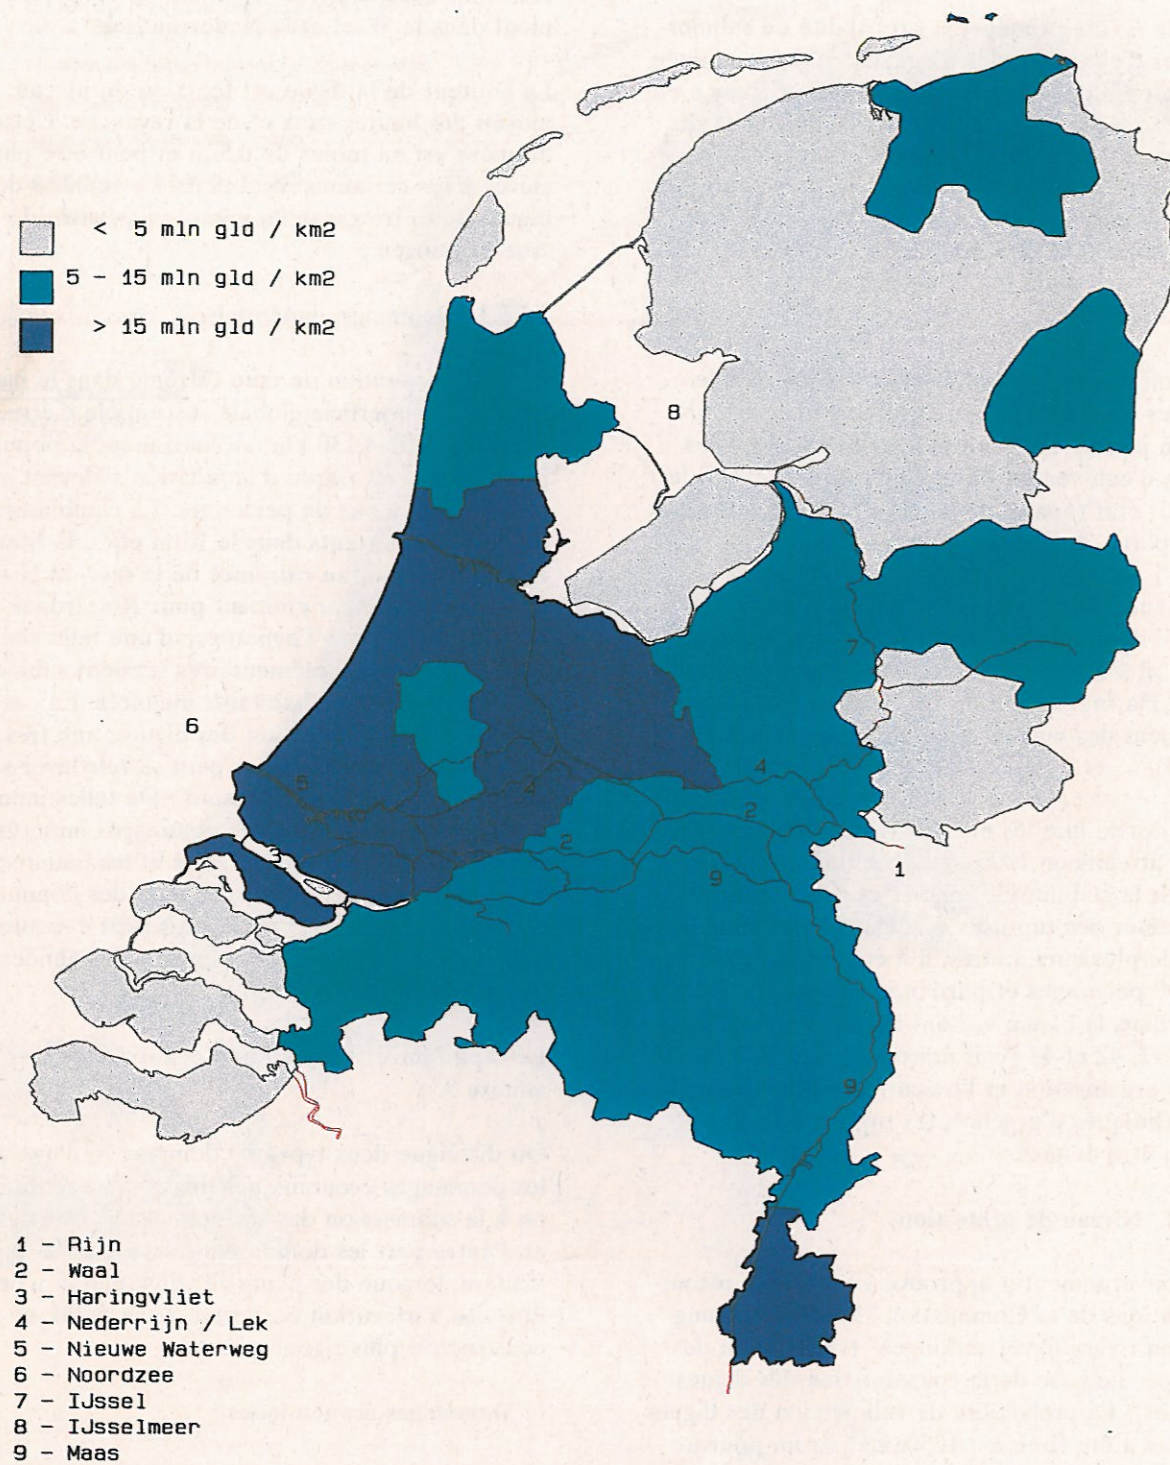 < 5 mln gld / km2
5 - 15 mln gld / km2
> 15 mln gld / km2
8
7
6
5
4
4
2
2
3
9
1
9
1 - Rijn
2 - Waal
3 - Haringvliet
4 - Nederrijn / Lek
5 - Nieuwe Waterweg
6 - Noordzee
7 - IJssel
8 - IJsselmeer
9 - Maas